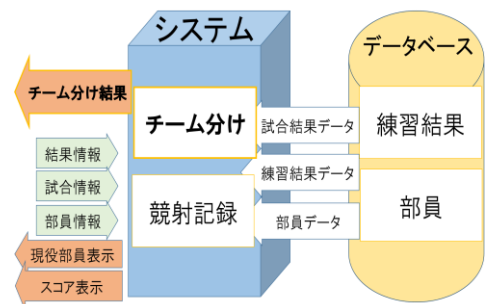 システム
データベース
チーム分け結果
チーム分け
試合結果データ
練習結果
結果情報
練習結果データ
試合情報
競射記録
部員
部員情報
部員データ
現役部員表示
スコア表示